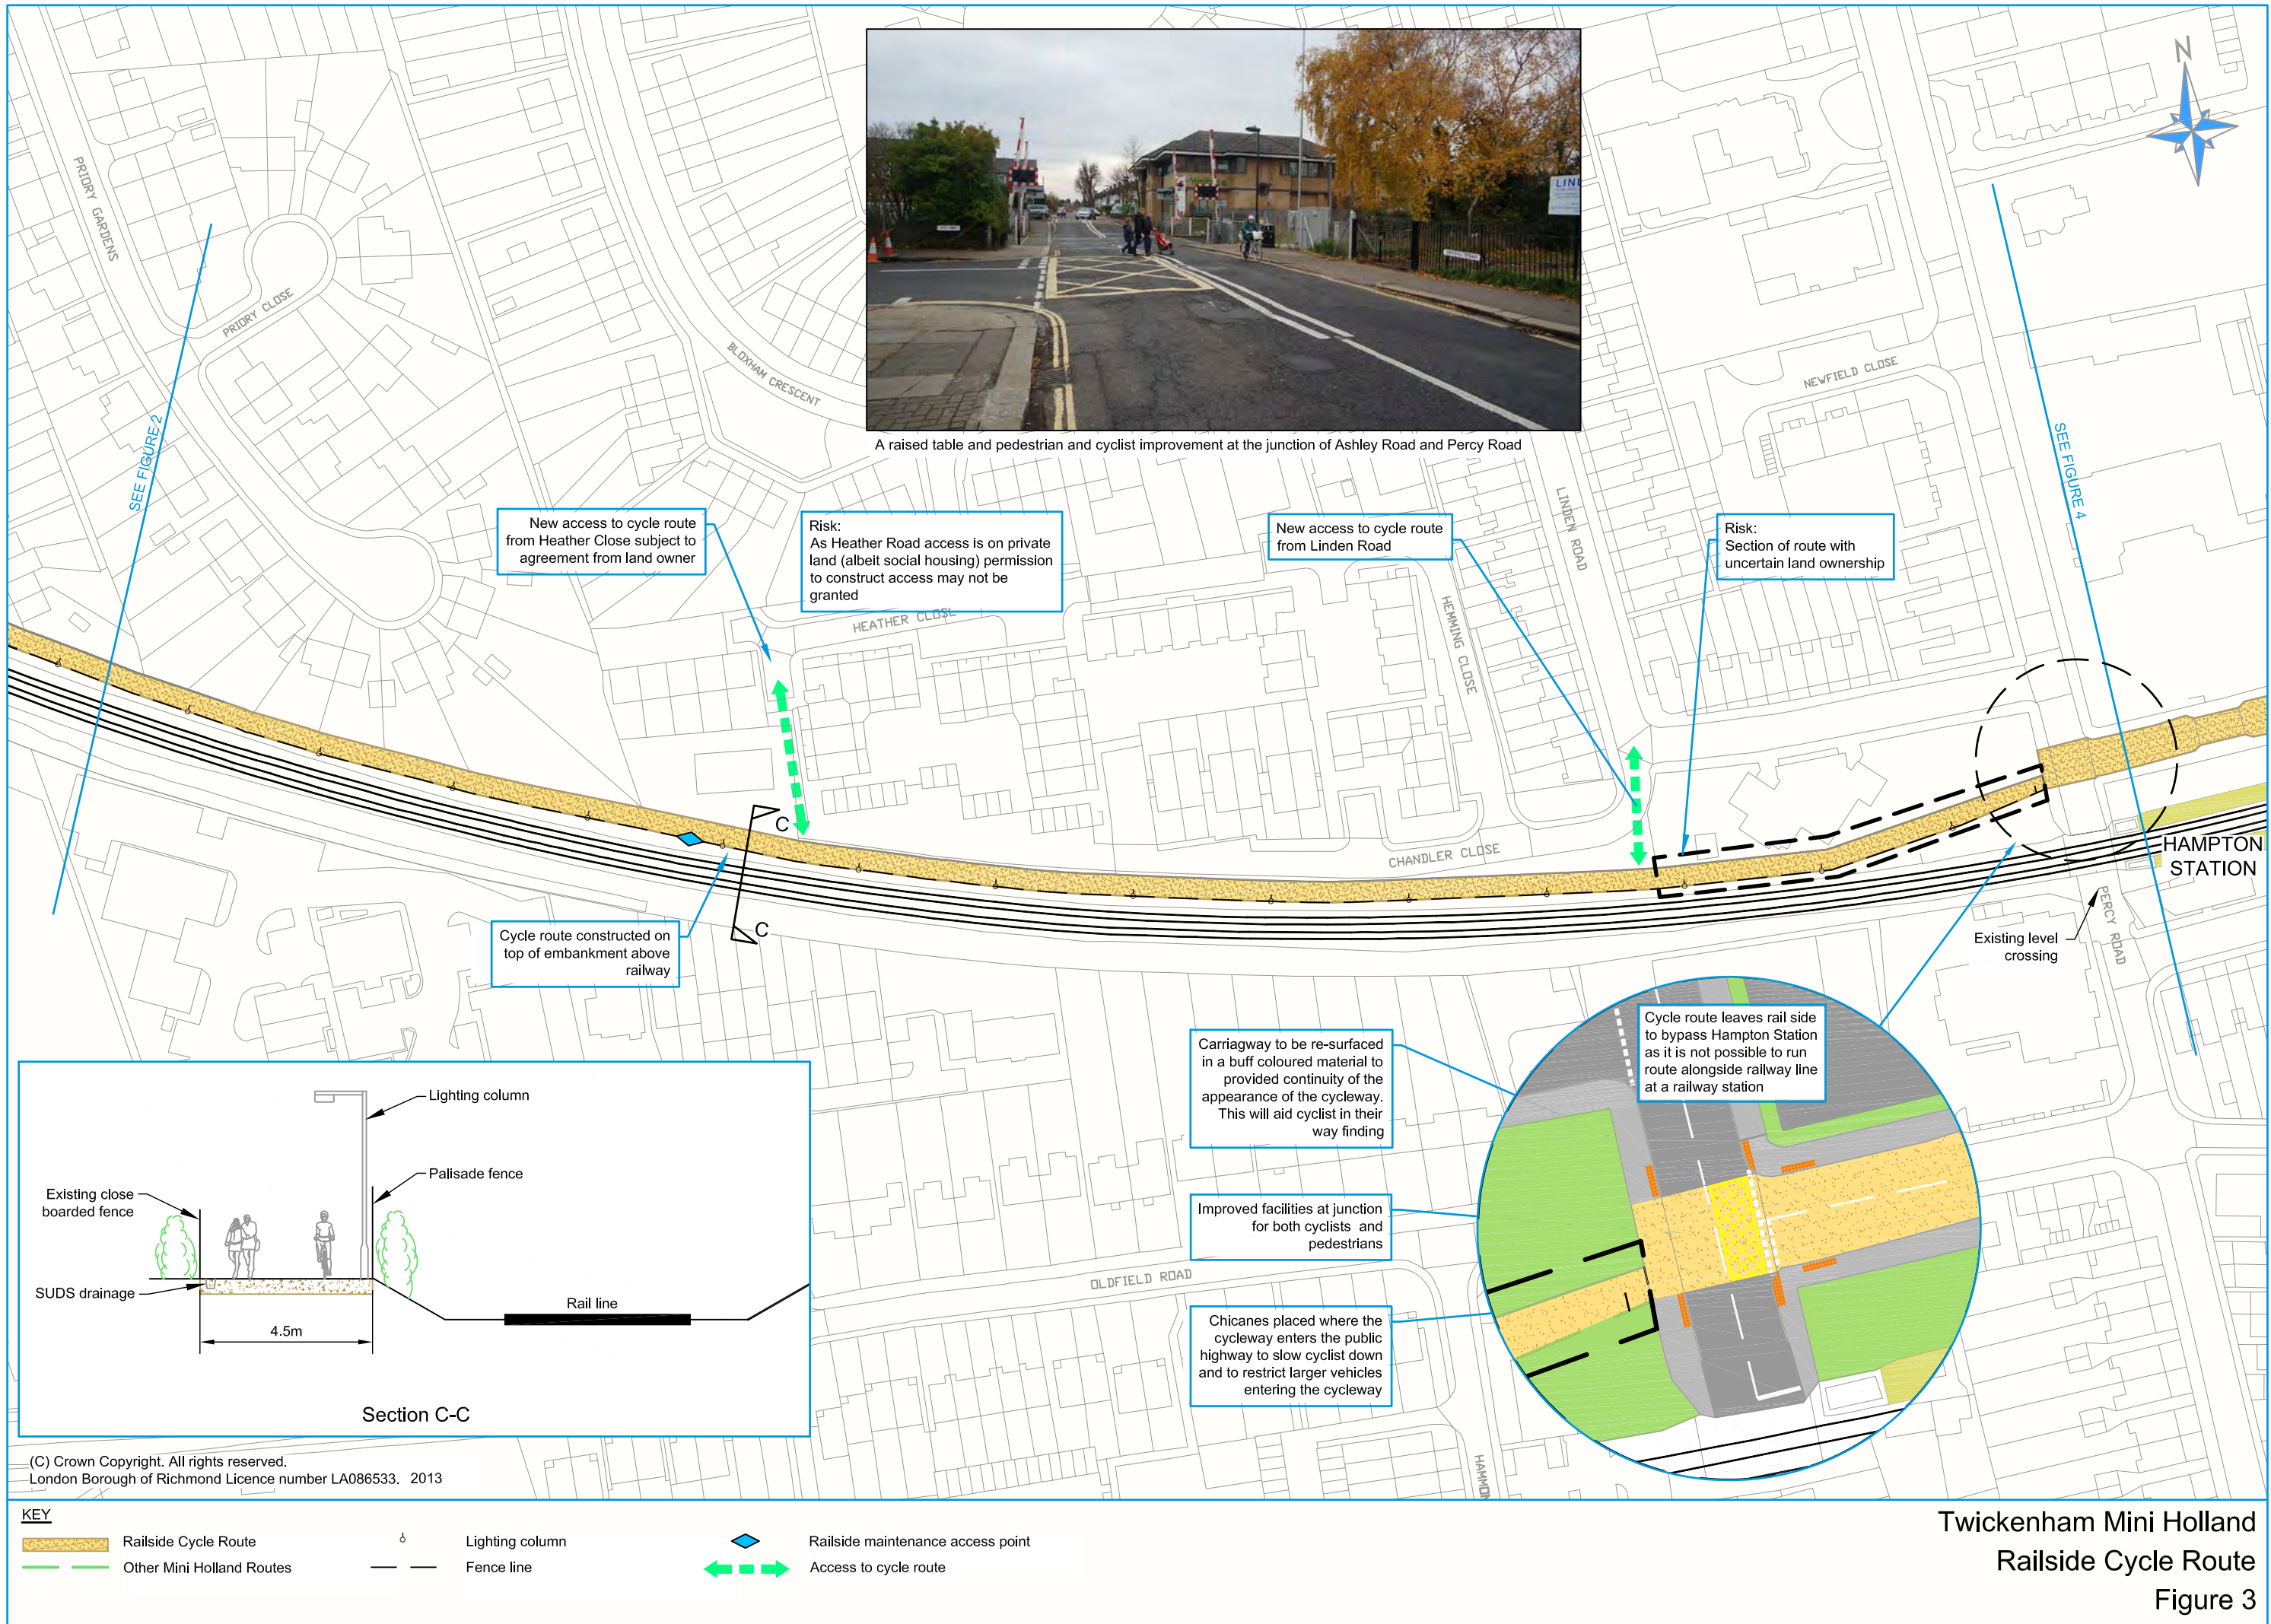 N
PRIORY GARDENS
PRIORY CLOSE
BLOXHAM CRESCENT
LIND
NEWFIELD CLOSE
A raised table and pedestrian and cyclist improvement at the junction of Ashley Road and Percy Road
SEE FIGURE 2
SEE FIGURE 4
New access to cycle route
from Heather Close subject to
agreement from land owner
Risk:
As Heather Road access is on private
land (albeit social housing) permission
to construct access may not be
granted
New access to cycle route
from Linden Road
LINDEN ROAD
Risk:
Section of route with
uncertain land ownership
HEATHER CLOSE
HEMMING CLOSE
C
CHANDLER CLOSE
HAMPTON
STATION
C
Cycle route constructed on
top of embankment above
railway
PERCY ROAD
Existing level
crossing
Carriagway to be re-surfaced
in a buff coloured material to
provided continuity of the
appearance of the cycleway.
This will aid cyclist in their
way finding
Cycle route leaves rail side
to bypass Hampton Station
as it is not possible to run
route alongside railway line
at a railway station
Improved facilities at junction
for both cyclists and
pedestrians
OLDFIELD ROAD
Chicanes placed where the
cycleway enters the public
highway to slow cyclist down
and to restrict larger vehicles
entering the cycleway
HAMMON
Lighting column
Palisade fence
Existing close
boarded fence
SUDS drainage
Rail line
4.5m
Section C-C
(C) Crown Copyright. All rights reserved.
London Borough of Richmond Licence number LA086533. 2013
KEY
Railside Cycle Route
Lighting column
Railside maintenance access point
Other Mini Holland Routes
Fence line
Access to cycle route
Twickenham Mini Holland
Railside Cycle Route
Figure 3